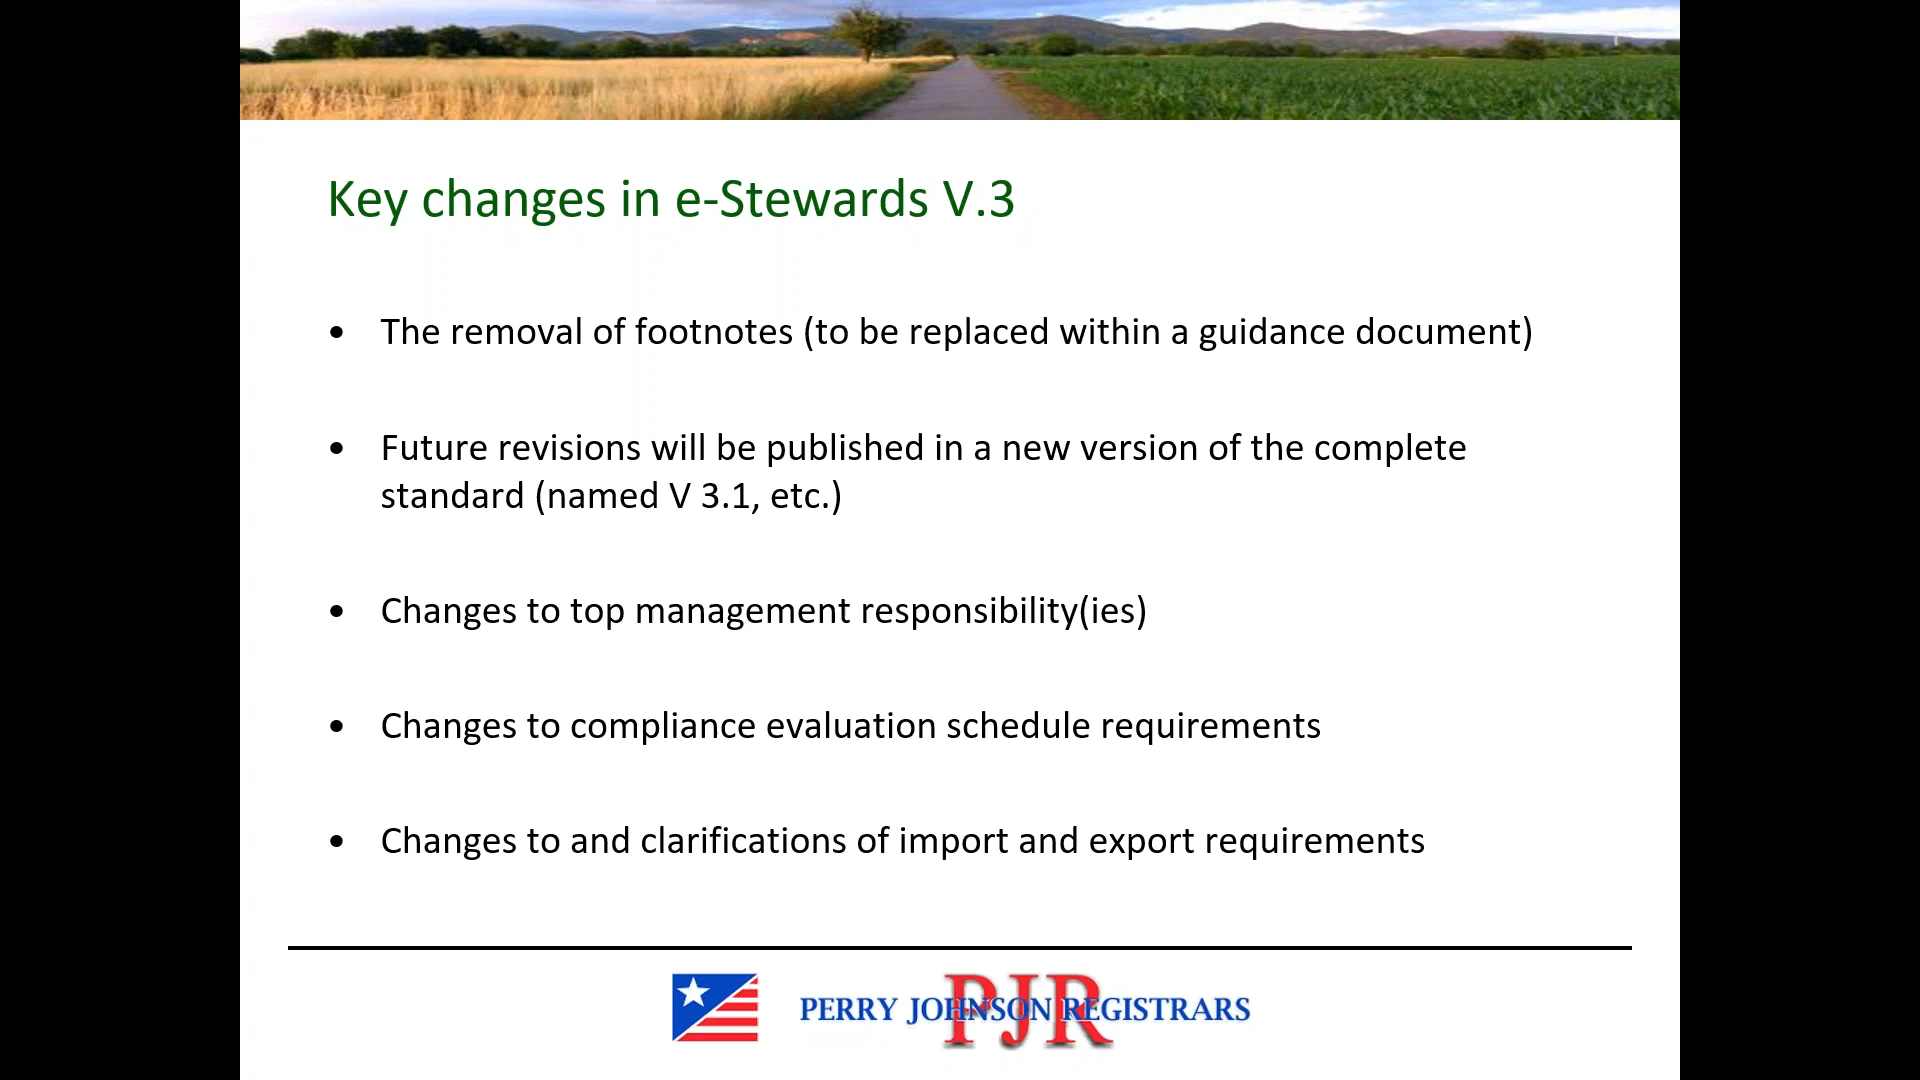 Key changes in e-Stewards V.3
• The removal of footnotes (to be replaced within a guidance document)
• Future revisions will be published in a new version of the complete
standard (named V 3.1, etc.)
• Changes to top management responsibility(ies)
• Changes to compliance evaluation schedule requirements
• Changes to and clarifications of import and export requirements
PJR
PERRY JOHNSON REGISTRARS